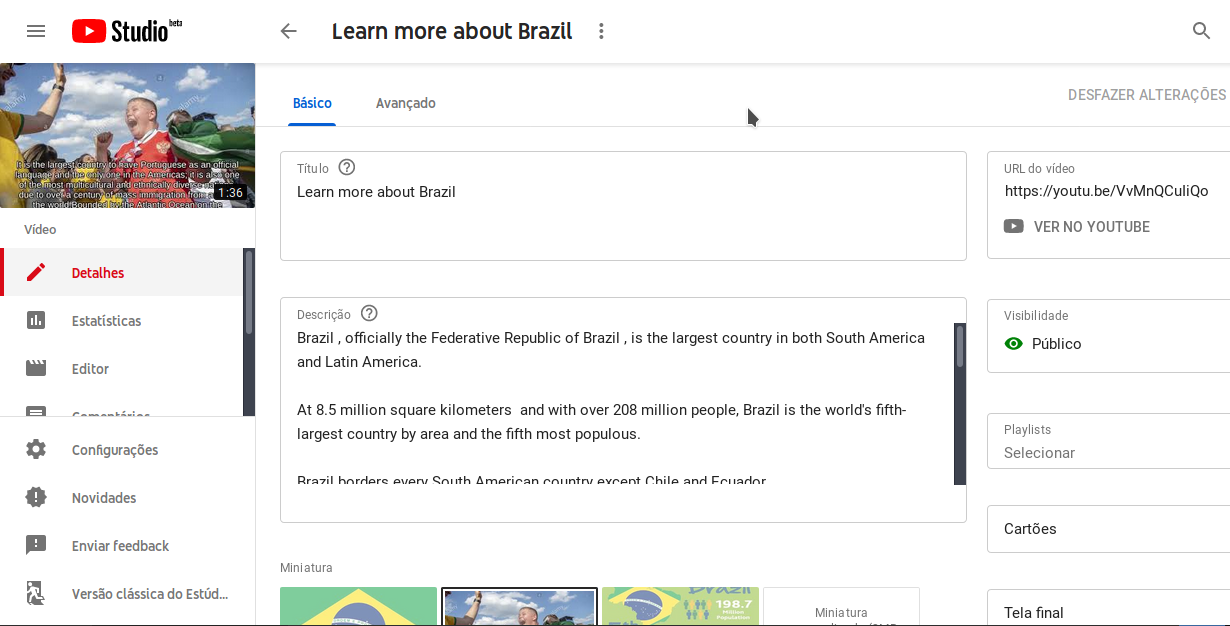 Studio beta
Learn more about Brazil
Básico
Avançado
DESFAZER ALTERAÇÕES
It is the largest country to have Portuguese as an official
language and the only one in the Americas; it is also one
of the most multicultural and ethnically diverse
due to over a century of mass immigration from
the world.Bounded by the Atlantic Ocean on the
1:36
Vídeo
Detalhes
Estatísticas
Editor
Comentários
Configurações
Novidades
Enviar feedback
Versão clássica do Estúd...
Título
Learn more about Brazil
Descrição
Brazil , officially the Federative Republic of Brazil , is the largest country in both South America
and Latin America.
At 8.5 million square kilometers  and with over 208 million people, Brazil is the world's fifth-
largest country by area and the fifth most populous.
Brazil borders every South American country except Chile and Ecuador
Miniatura
Brazil
198.7
Million
Population
5th
Miniatura
URL do vídeo
https://youtu.be/VvMnQCuliQo
VER NO YOUTUBE
Visibilidade
Público
Playlists
Selecionar
Cartões
Tela final